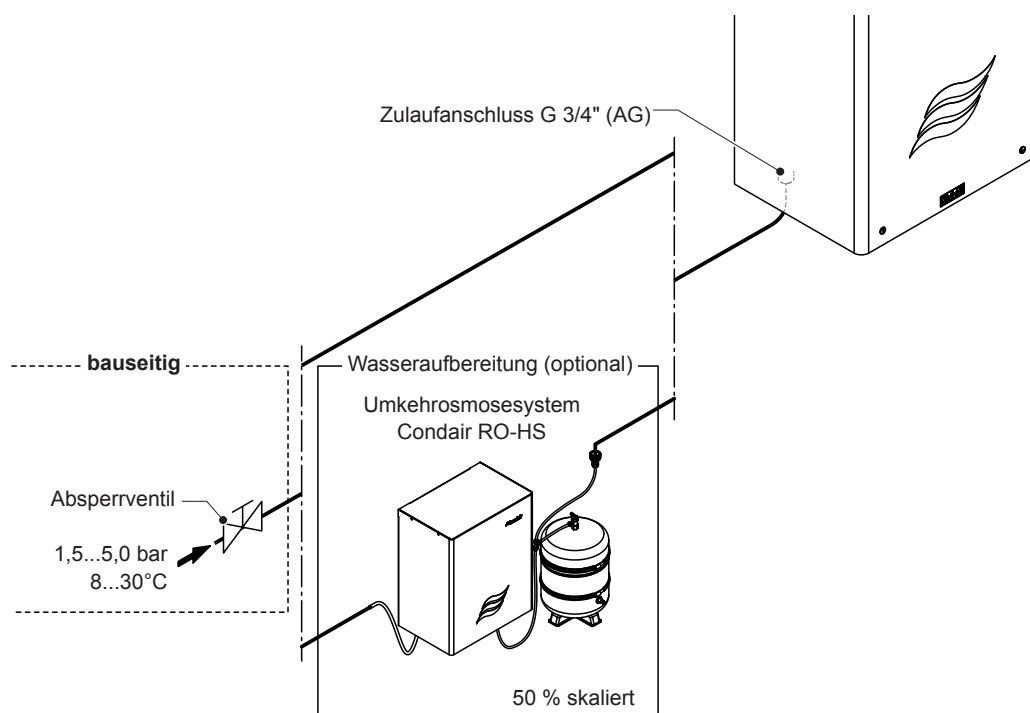 Zulaufanschluss G 3/4" (AG)
bauseitig
Wasseraufbereitung (optional)
Umkehrosmosesystem
Condair RO-HS
Absperrventil
1,5...5,0 bar
8...30°C
50 % skaliert